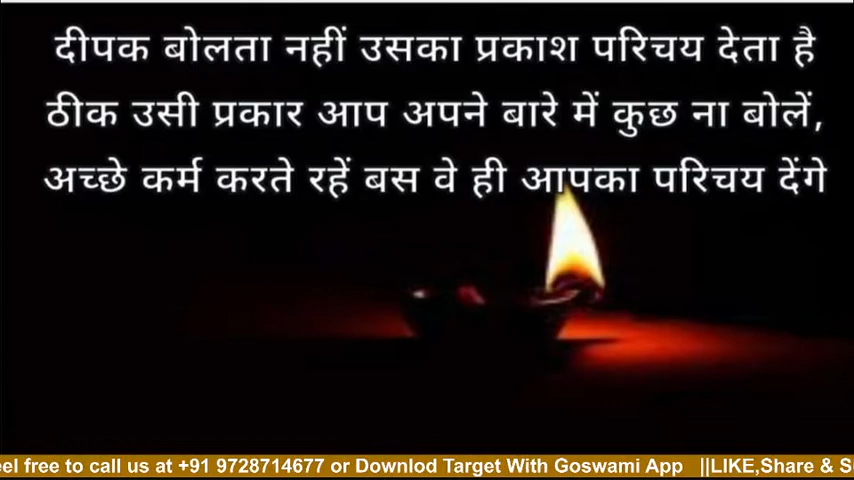 दीपक बोलता नहीं उसका प्रकाश परिचय देता है
ठीक उसी प्रकार आप अपने बारे में कुछ ना बोलें,
अच्छे कर्म करते रहें बस वे ही आपका परिचय देंगे
eel free to call us at +91 9728714677 or Downlod Target With Goswami App ||LIKE,Share & S